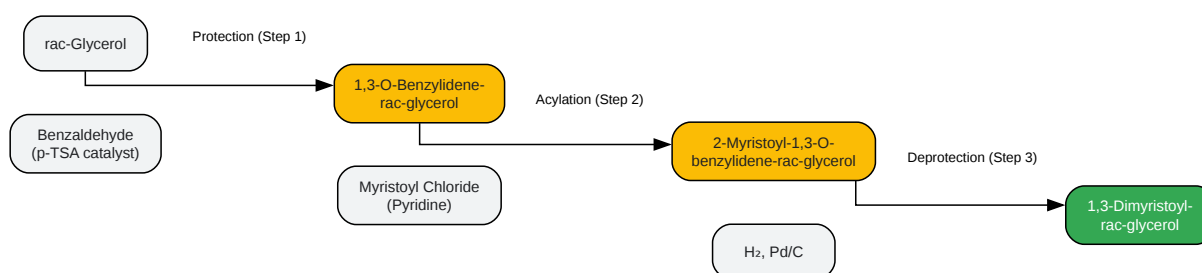 rac-Glycerol
Protection (Step 1)
1,3-O-Benzylidene-
rac-glycerol
Benzaldehyde
(p-TSA catalyst)
Acylation (Step 2)
Myristoyl Chloride
(Pyridine)
2-Myristoyl-1,3-O-
benzylidene-rac-glycerol
Deprotection (Step 3)
H₂, Pd/C
1,3-Dimyristoyl-
rac-glycerol